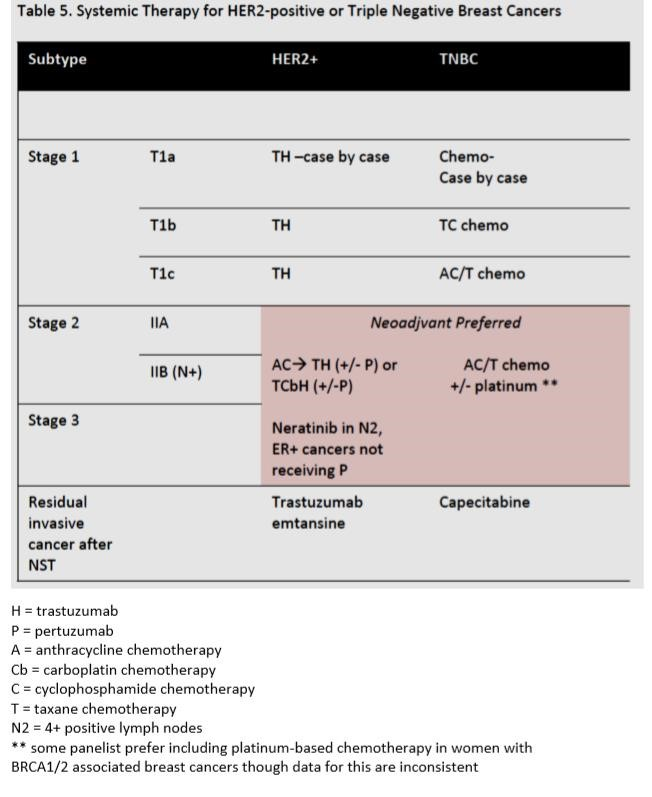 Table 5. Systemic Therapy for HER2-positive or Triple Negative Breast Cancers
Subtype HER2+ TNBC
Stage 1 T1a TH –case by case Chemo-
Case by case
T1b TH TC chemo
T1c TH AC/T chemo
Stage 2 IIA Neoadjvant Preferred
IIB (N+) AC→ TH (+/- P) or AC/T chemo
TCbH (+/-P) +/- platinum **
Stage 3 Neratinib in N2,
ER+ cancers not
receiving P
Residual Trastuzumab Capecitabine
invasive emtansine
cancer after
NST
H = trastuzumab
P = pertuzumab
A = anthracycline chemotherapy
Cb = carboplatin chemotherapy
C = cyclophosphamide chemotherapy
T = taxane chemotherapy
N2 = 4+ positive lymph nodes
** some panelist prefer including platinum-based chemotherapy in women with
BRCA1/2 associated breast cancers though data for this are inconsistent